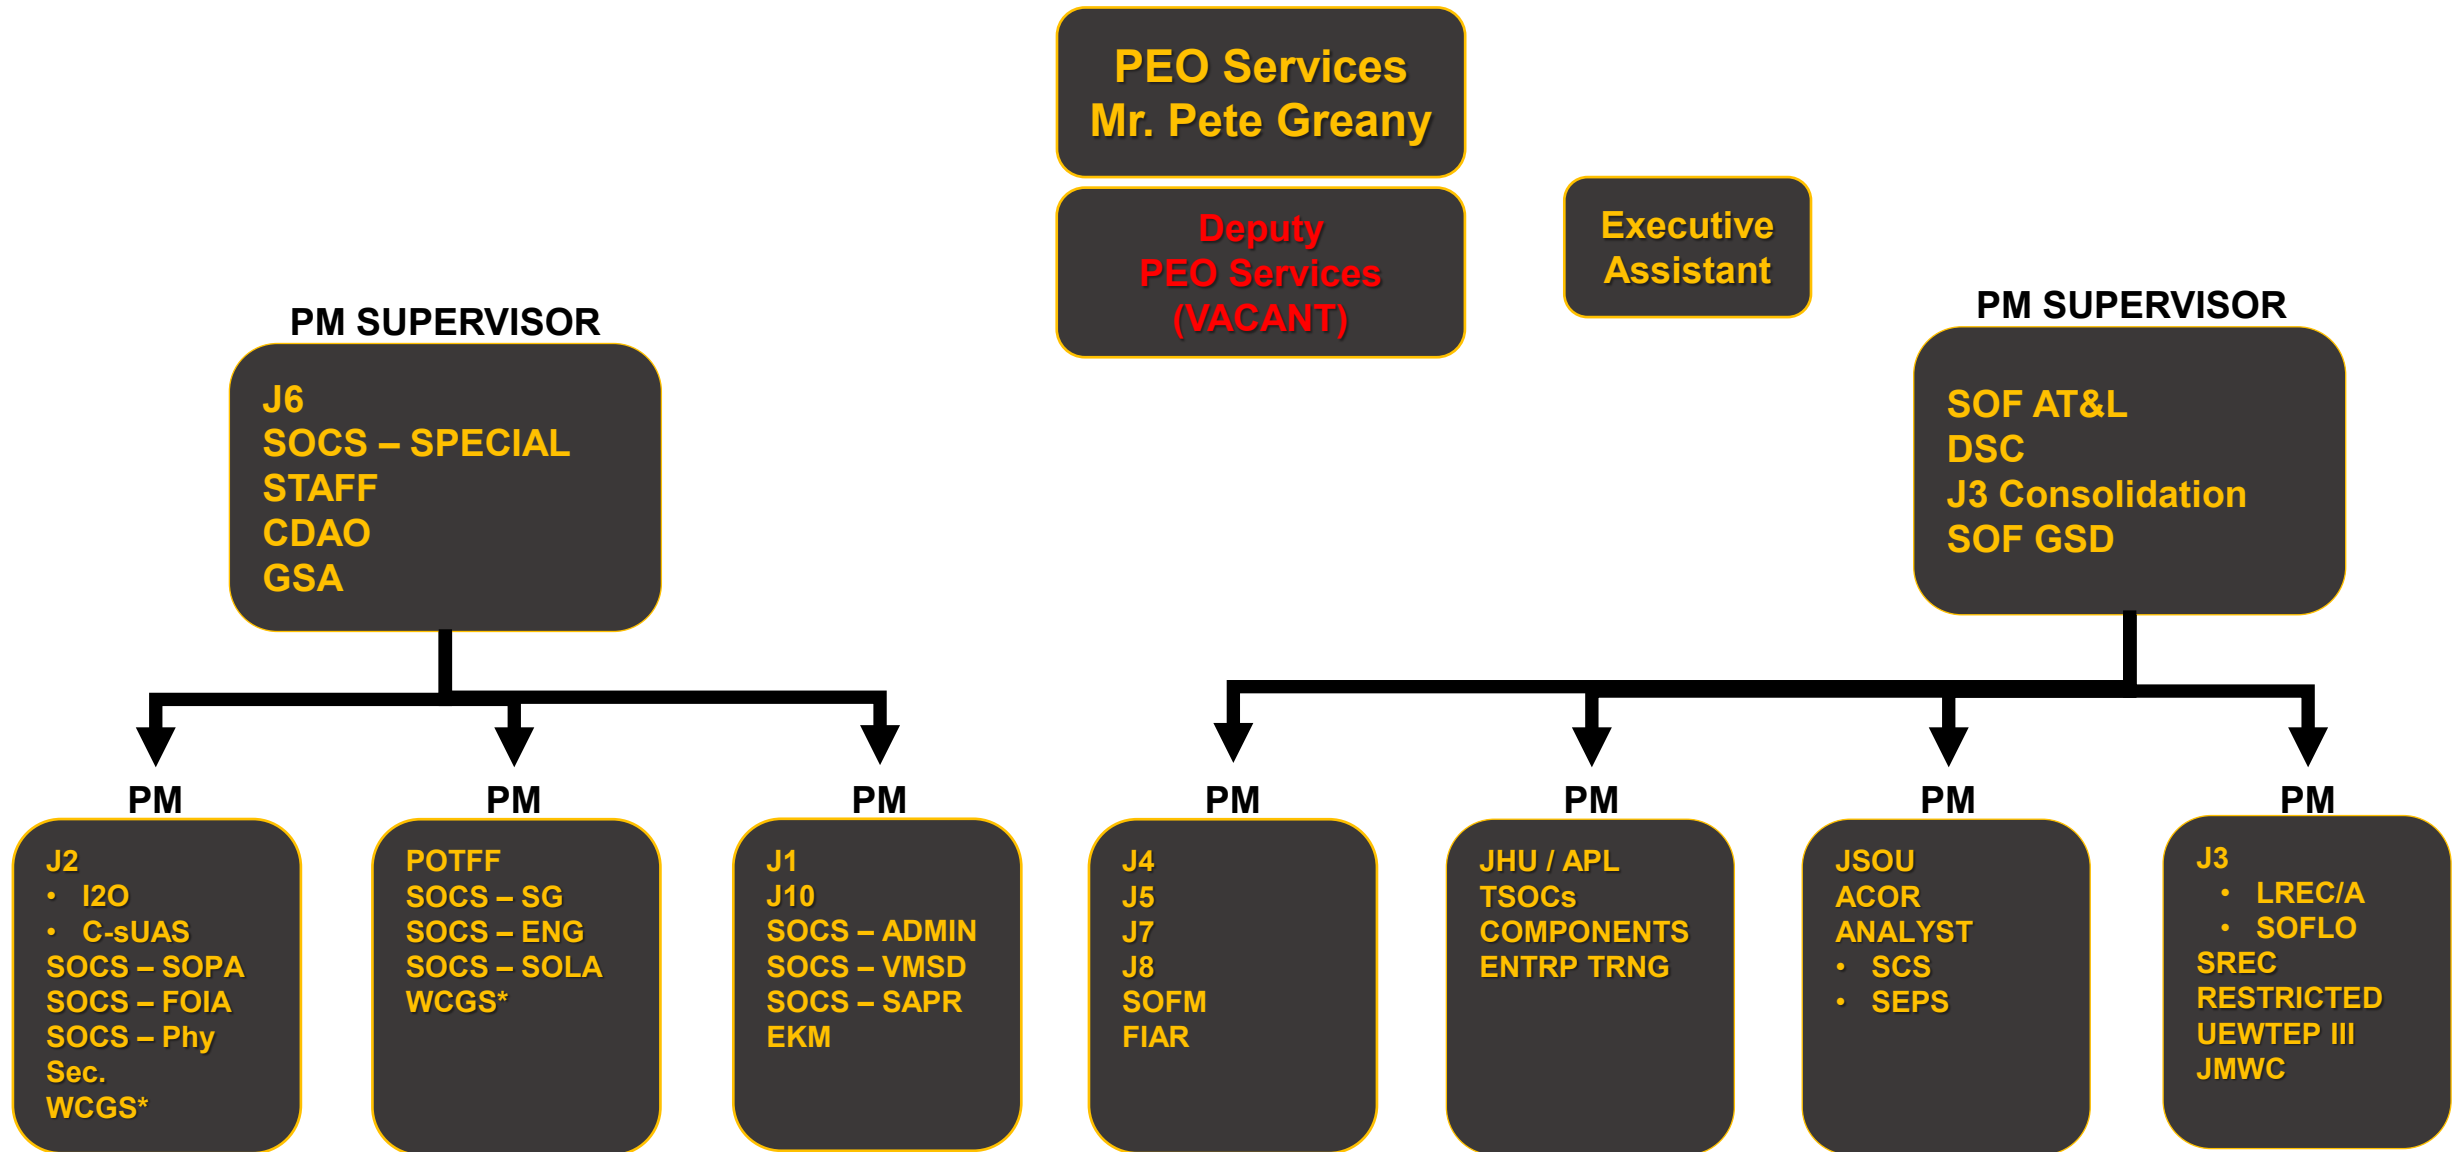 PEO Services
Mr. Pete Greany
Deputy
PEO Services
(VACANT)
Executive
Assistant
PM SUPERVISOR
J6
SOCS – SPECIAL
STAFF
CDAO
GSA
PM SUPERVISOR
SOF AT&L
DSC
J3 Consolidation
SOF GSD
PM
J2
• I2O
• C-sUAS
SOCS – SOPA
SOCS – FOIA
SOCS – Phy
Sec.
WCGS*
PM
POTFF
SOCS – SG
SOCS – ENG
SOCS – SOLA
WCGS*
PM
J1
J10
SOCS – ADMIN
SOCS – VMSD
SOCS – SAPR
EKM
PM
J4
J5
J7
J8
SOFM
FIAR
PM
JHU / APL
TSOCs
COMPONENTS
ENTRP TRNG
PM
JSOU
ACOR
ANALYST
• SCS
• SEPS
PM
J3
• LREC/A
• SOFLO
SREC
RESTRICTED
UEWTEP III
JMWC